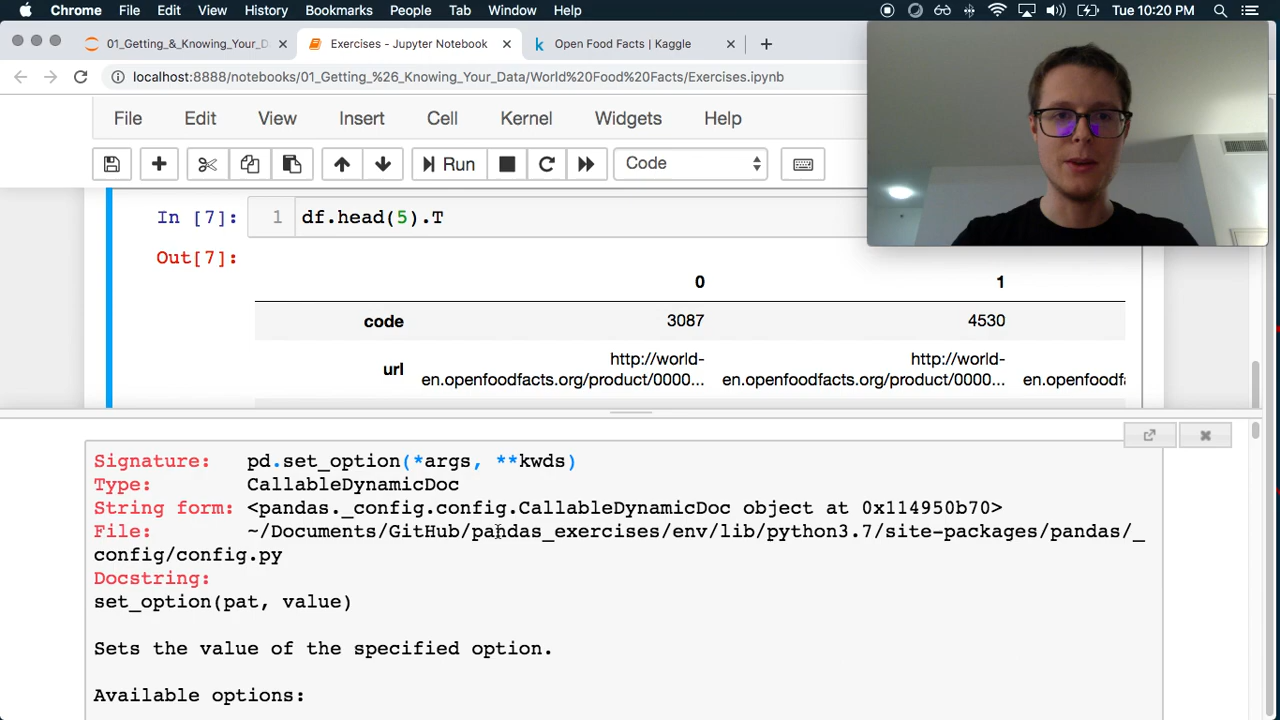 Chrome File Edit View History Bookmarks People Tab Window Help Tue 10:20 PM
01_Getting_&_Knowing_Your_D
Exercises - Jupyter Notebook
Open Food Facts | Kaggle
localhost:8888/notebooks/01_Getting_%26_Knowing_Your_Data/World%20Food%20Facts/Exercises.ipynb
File Edit View Insert Cell Kernel Widgets Help
Run Code
In [7]: 1 df.head(5).T
Out[7]:
0 1
code 3087 4530
http://world- http://world-
url en.openfoodfacts.org/product/0000... en.openfoodfacts.org/product/0000... en.openfoodfa
Signature: pd.set_option(*args, **kwds)
Type: CallableDynamicDoc
String form: <pandas._config.config.CallableDynamicDoc object at 0x114950b70>
File: ~/Documents/GitHub/pandas_exercises/env/lib/python3.7/site-packages/pandas/_
config/config.py
Docstring:
set_option(pat, value)
Sets the value of the specified option.
Available options: